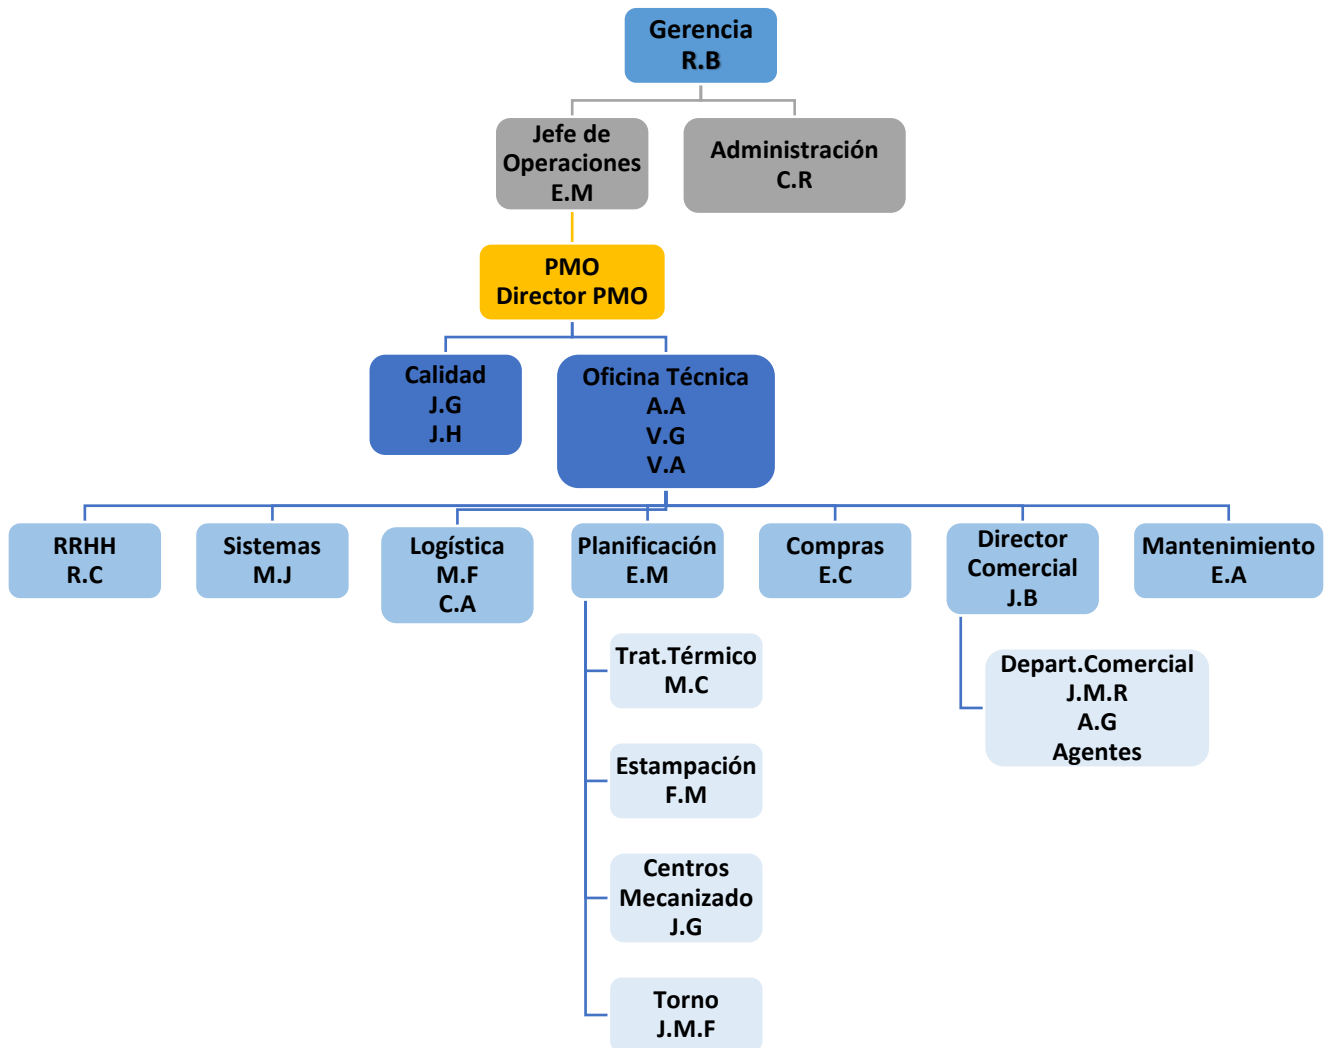 Gerencia
R.B
Jefe de
Operaciones
E.M
Administración
C.R
PMO
Director PMO
Calidad
J.G
J.H
Oficina Técnica
A.A
V.G
V.A
RRHH
R.C
Sistemas
M.J
Logística
M.F
C.A
Planificación
E.M
Compras
E.C
Director
Comercial
J.B
Mantenimiento
E.A
Trat.Térmico
M.C
Estampación
F.M
Centros
Mecanizado
J.G
Torno
J.M.F
Depart.Comercial
J.M.R
A.G
Agentes